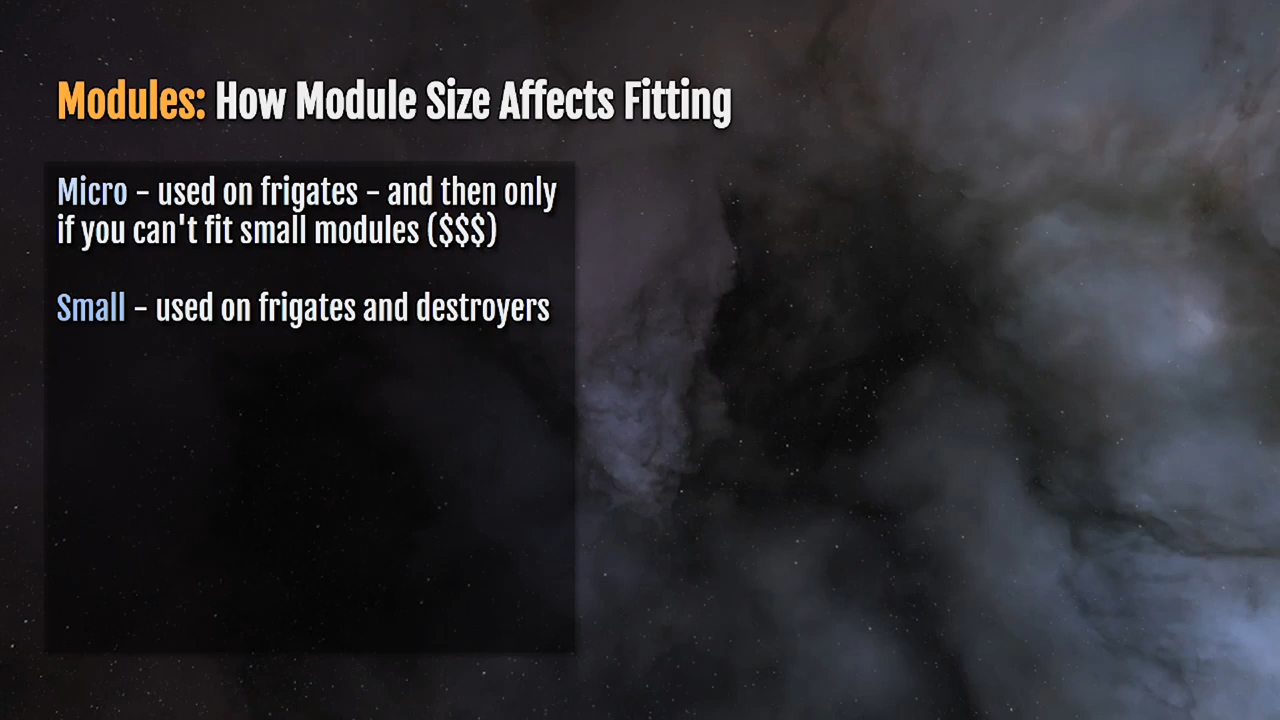 Modules: How Module Size Affects Fitting
Micro - used on frigates - and then only
if you can't fit small modules ($$$)
Small - used on frigates and destroyers